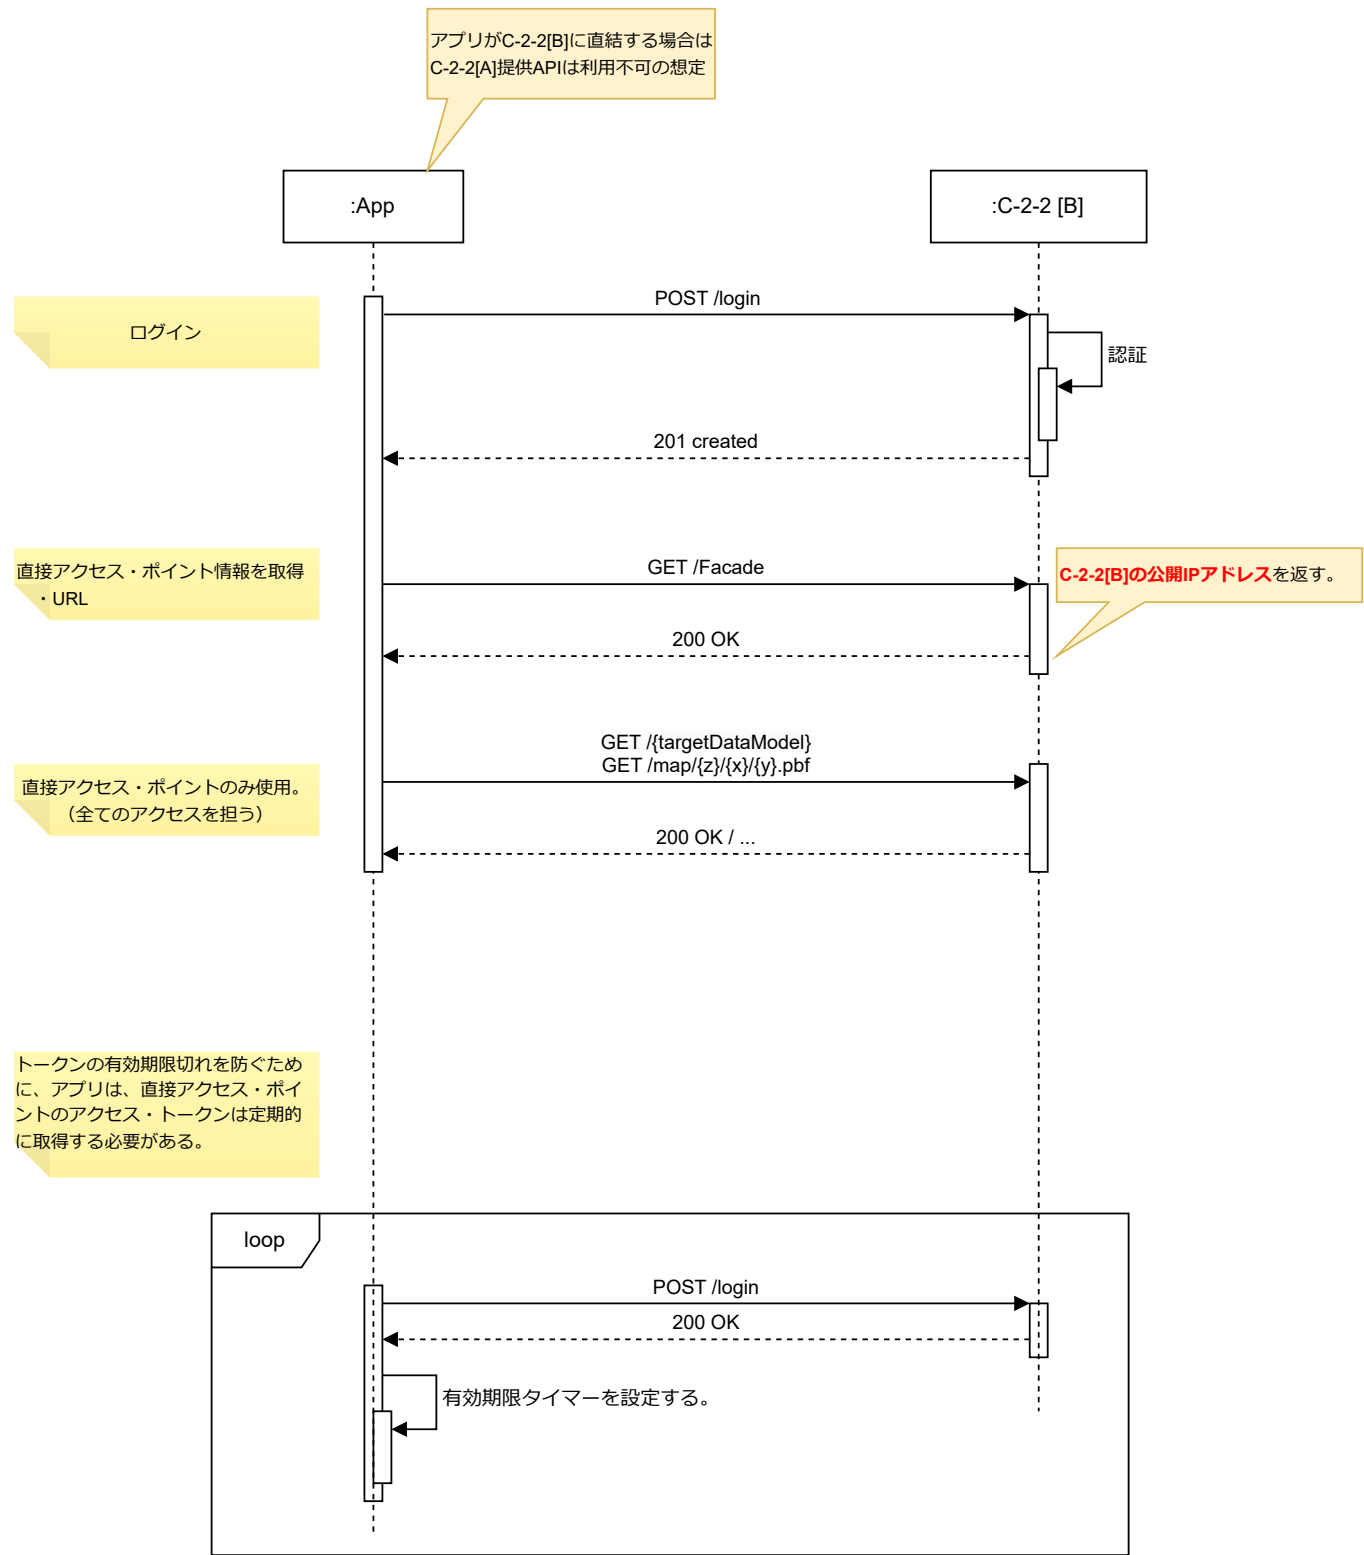 アプリがC-2-2[B]に直結する場合は
C-2-2[A]提供APIは利用不可の想定
:App
:C-2-2 [B]
ログイン
POST /login
認証
201 created
直接アクセス・ポイント情報を取得
・URL
GET /Facade
C-2-2[B]の公開IPアドレスを返す。
200 OK
GET /{targetDataModel}
GET /map/{z}/{x}/{y}.pbf
直接アクセス・ポイントのみ使用。
（全てのアクセスを担う）
200 OK / ...
トークンの有効期限切れを防ぐため
に、アプリは、直接アクセス・ポイ
ントのアクセス・トークンは定期的
に取得する必要がある。
loop
POST /login
200 OK
有効期限タイマーを設定する。